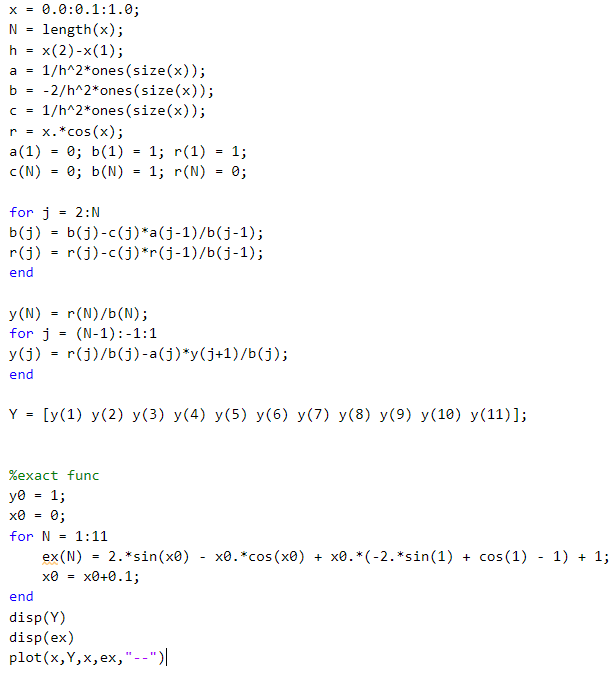 x = 0.0:0.1:1.0;
N = length(x);
h = x(2)-x(1);
a = 1/h^2*ones(size(x));
b = -2/h^2*ones(size(x));
c = 1/h^2*ones(size(x));
r = x.*cos(x);
a(1) = 0; b(1) = 1; r(1) = 1;
c(N) = 0; b(N) = 1; r(N) = 0;
for j = 2:N
b(j) = b(j)-c(j)*a(j-1)/b(j-1);
r(j) = r(j)-c(j)*r(j-1)/b(j-1);
end
y(N) = r(N)/b(N);
for j = (N-1):-1:1
y(j) = r(j)/b(j)-a(j)*y(j+1)/b(j);
end
Y = [y(1) y(2) y(3) y(4) y(5) y(6) y(7) y(8) y(9) y(10) y(11)];
%exact func
y0 = 1;
x0 = 0;
for N = 1:11
    ex(N) = 2.*sin(x0) - x0.*cos(x0) + x0.*(-2.*sin(1) + cos(1) - 1) + 1;
    x0 = x0+0.1;
end
disp(Y)
disp(ex)
plot(x,Y,x,ex,"--")